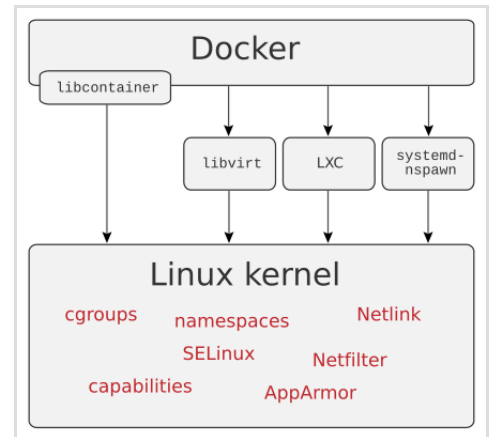 Docker
libcontainer
libvirt
LXC
systemd-
nspawn
Linux kernel
cgroups
namespaces
Netlink
SELinux
Netfilter
capabilities
AppArmor